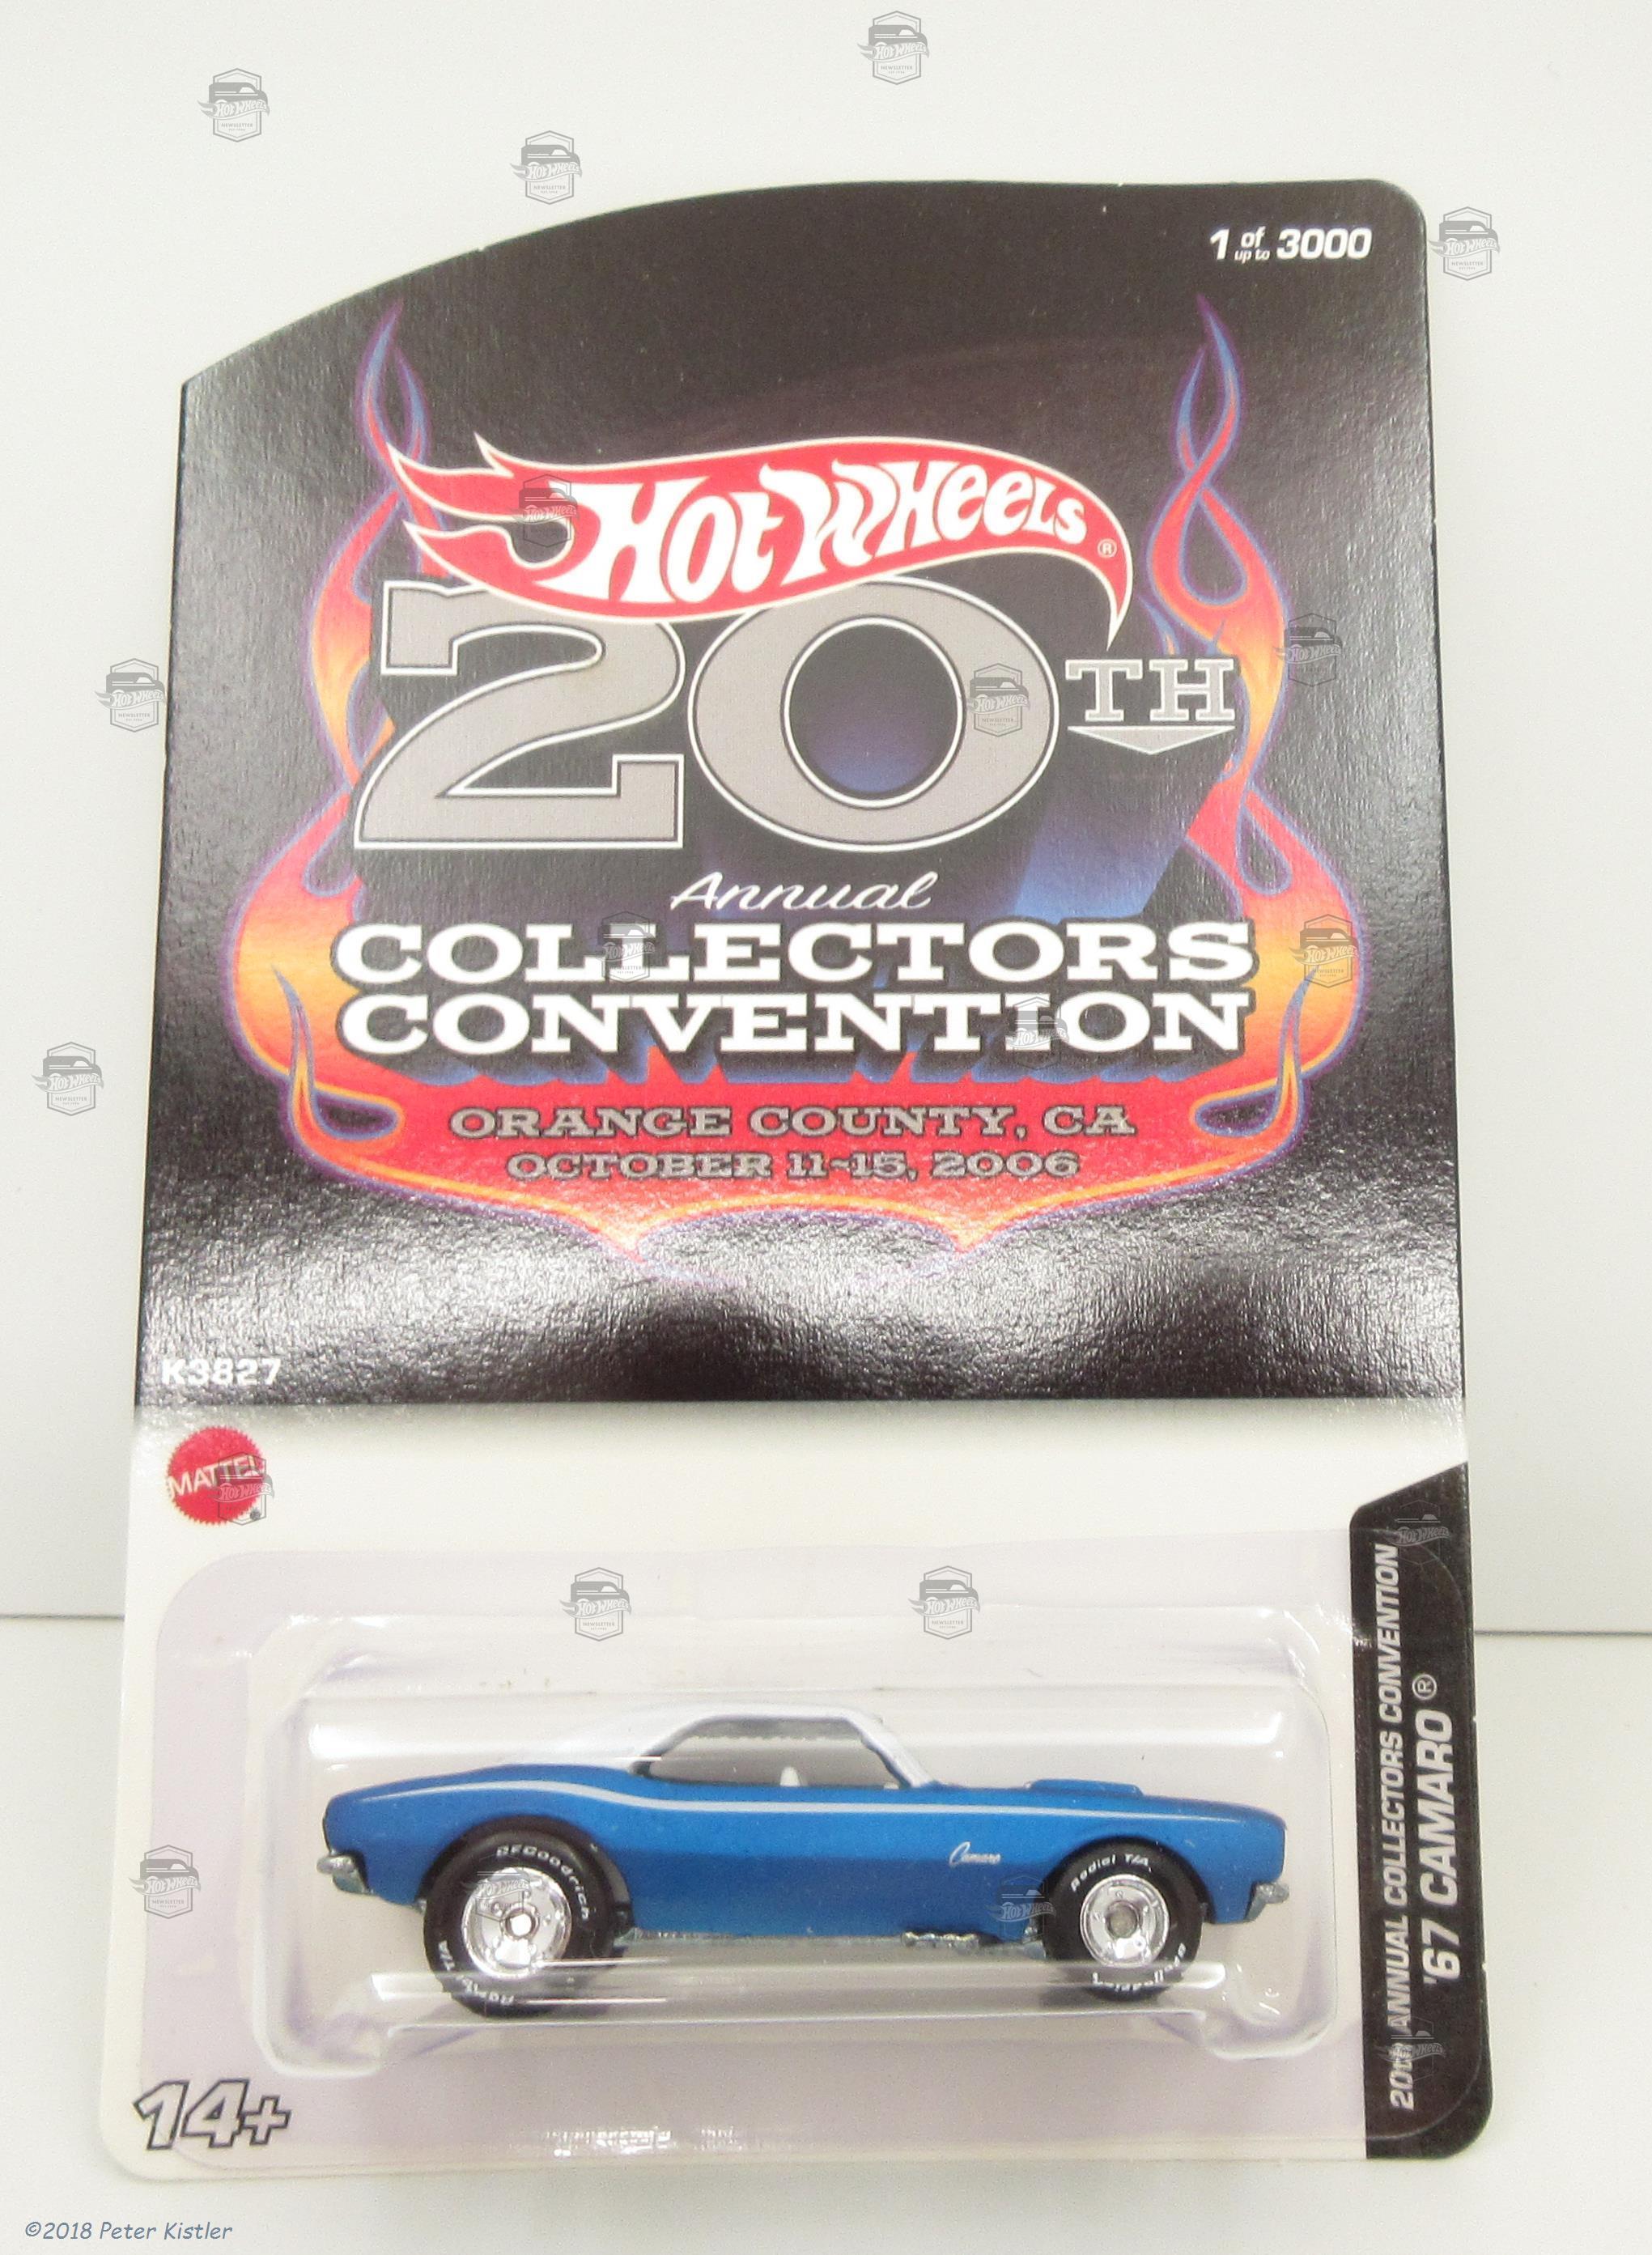 1 of up to 3000
Hot Wheels ®
20TH
Annual
COLLECTORS
CONVENTION
ORANGE COUNTY, CA
OCTOBER 11-15, 2006
K3827
MATTEL
20th ANNUAL COLLECTORS CONVENTION
'67 CAMARO ®
Camaro
BFGoodrich
Radial T/A
14+
©2018 Peter Kistler